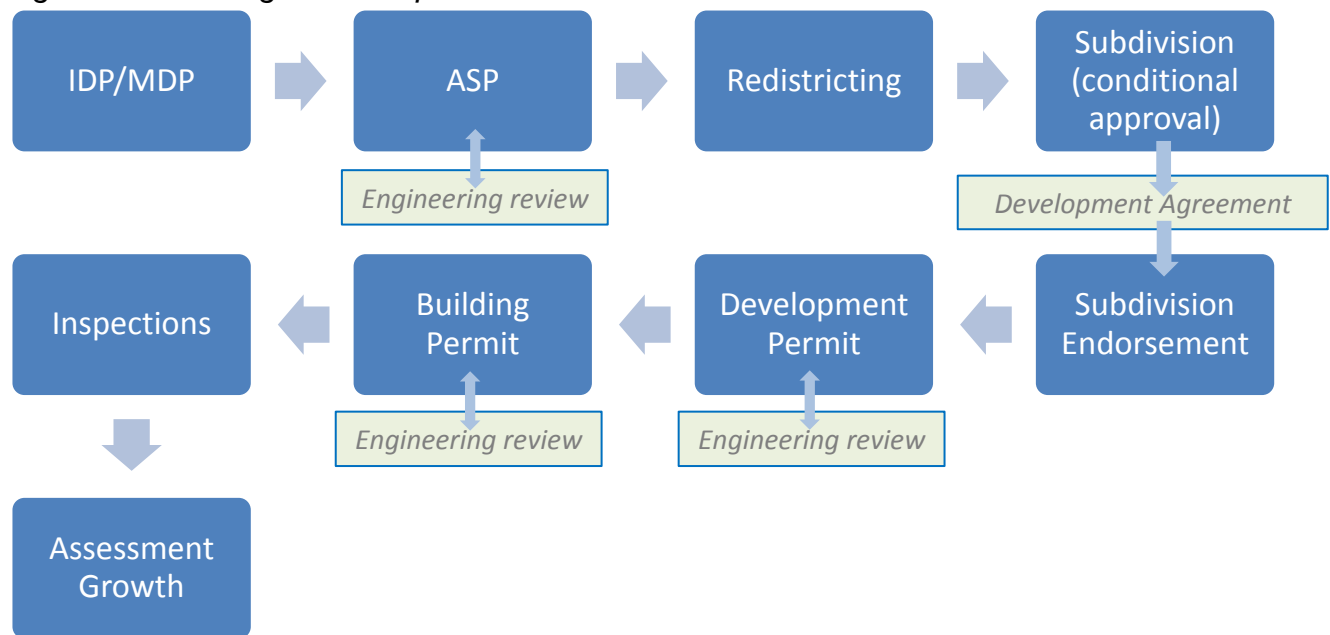 IDP/MDP
ASP
Redistricting
Subdivision
(conditional
approval)
Engineering review
Development Agreement
Inspections
Building
Permit
Development
Permit
Subdivision
Endorsement
Engineering review
Engineering review
Assessment
Growth